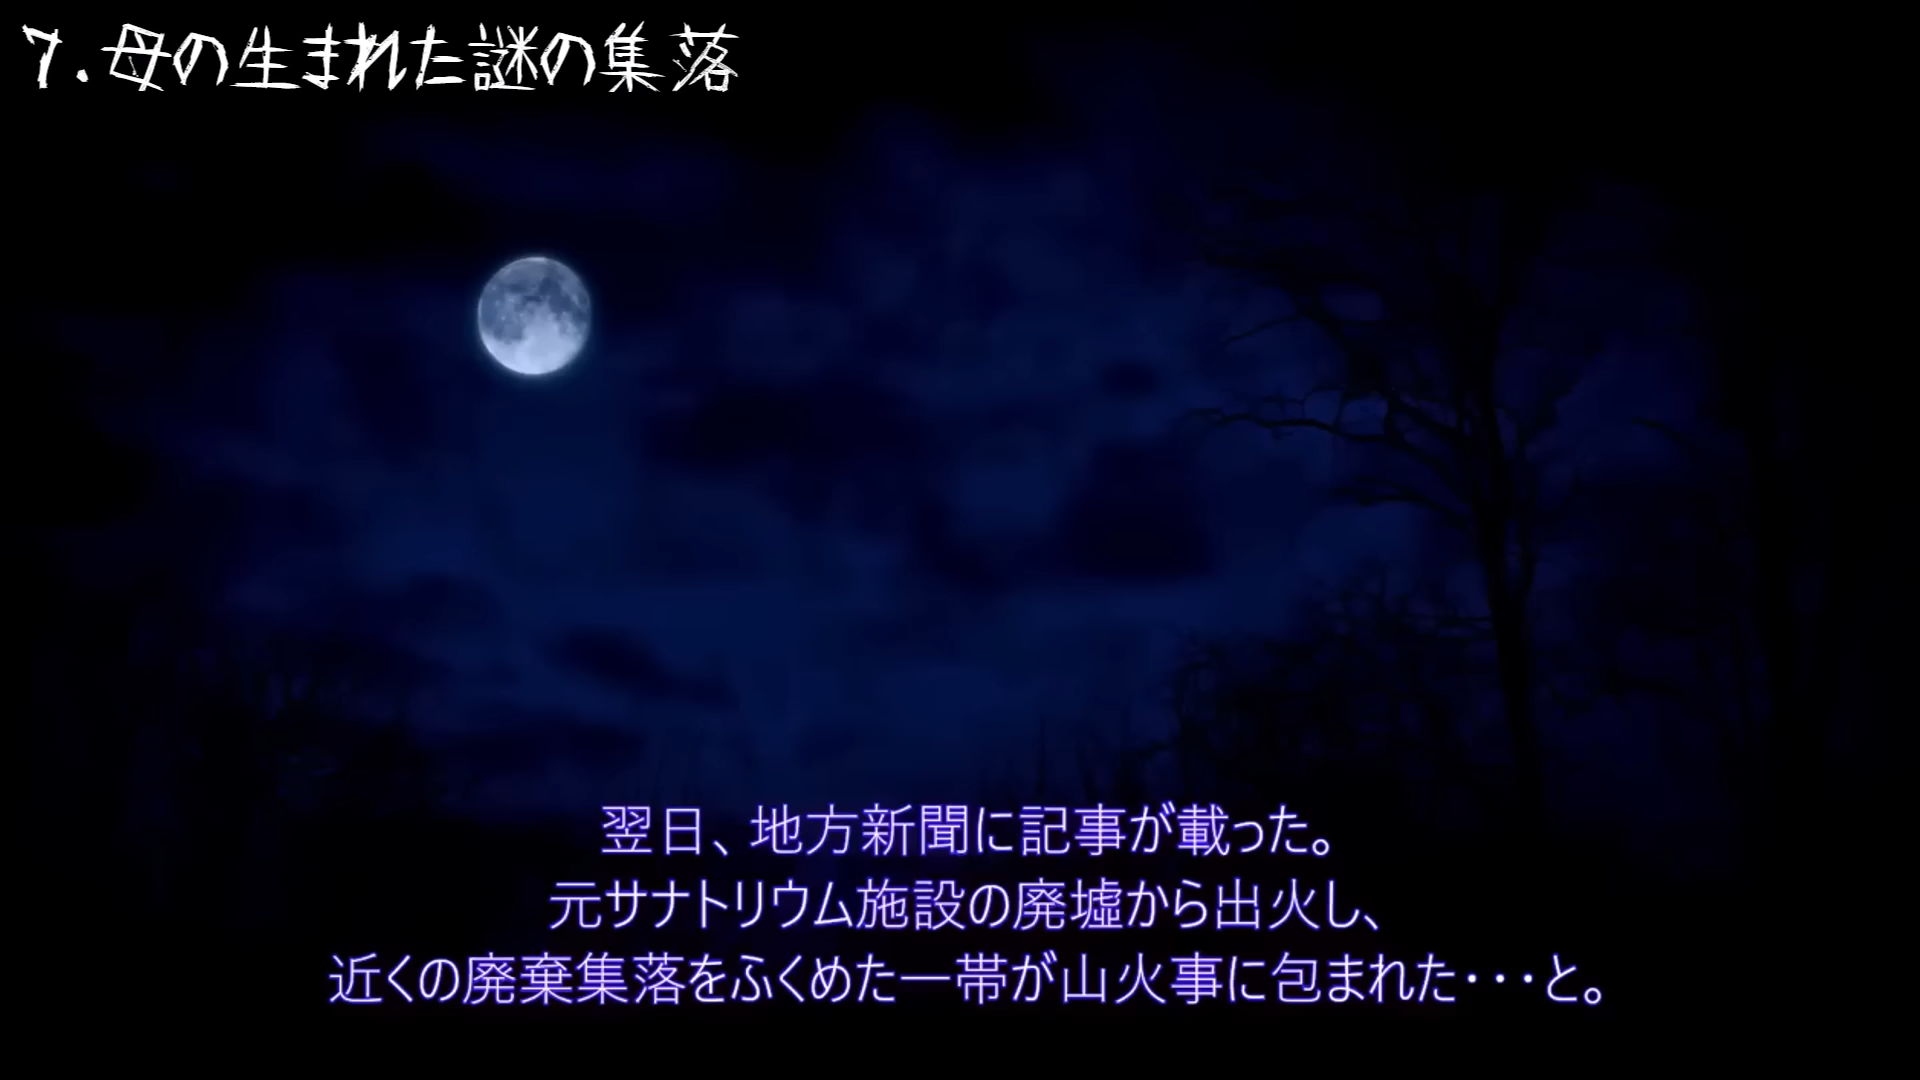 7.母の生まれた謎の集落
翌日、地方新聞に記事が載った。
元サナトリウム施設の廃墟から出火し、
近くの廃棄集落をふくめた一帯が山火事に包まれた・・・と。